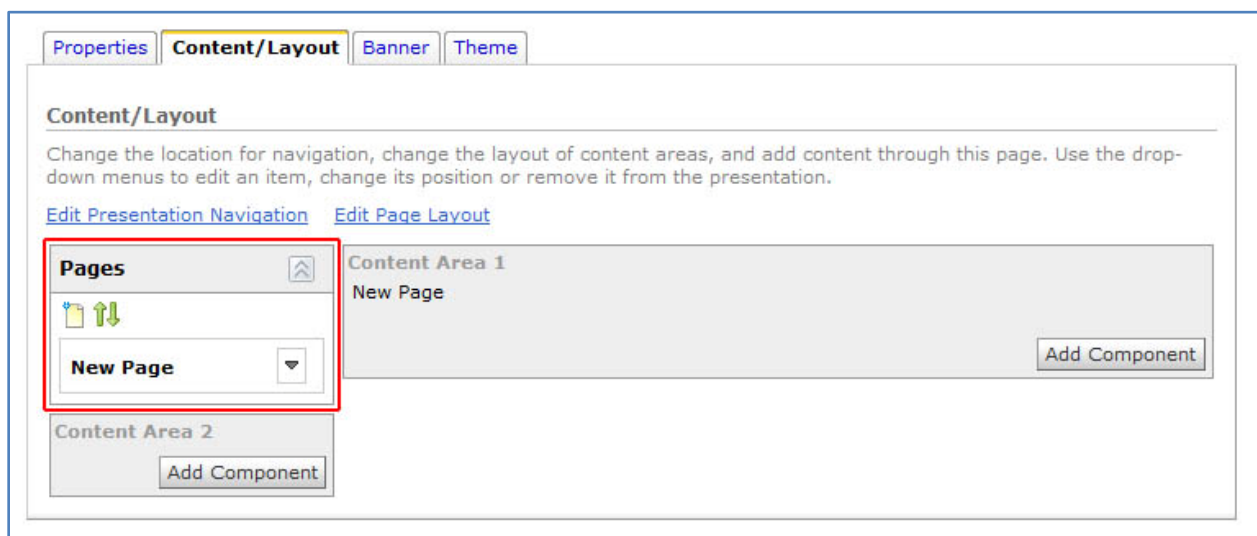 Properties Content/Layout Banner Theme
Content/Layout
Change the location for navigation, change the layout of content areas, and add content through this page. Use the drop-
down menus to edit an item, change its position or remove it from the presentation.
Edit Presentation Navigation Edit Page Layout
Pages
New Page
Content Area 1
New Page
Add Component
Content Area 2
Add Component